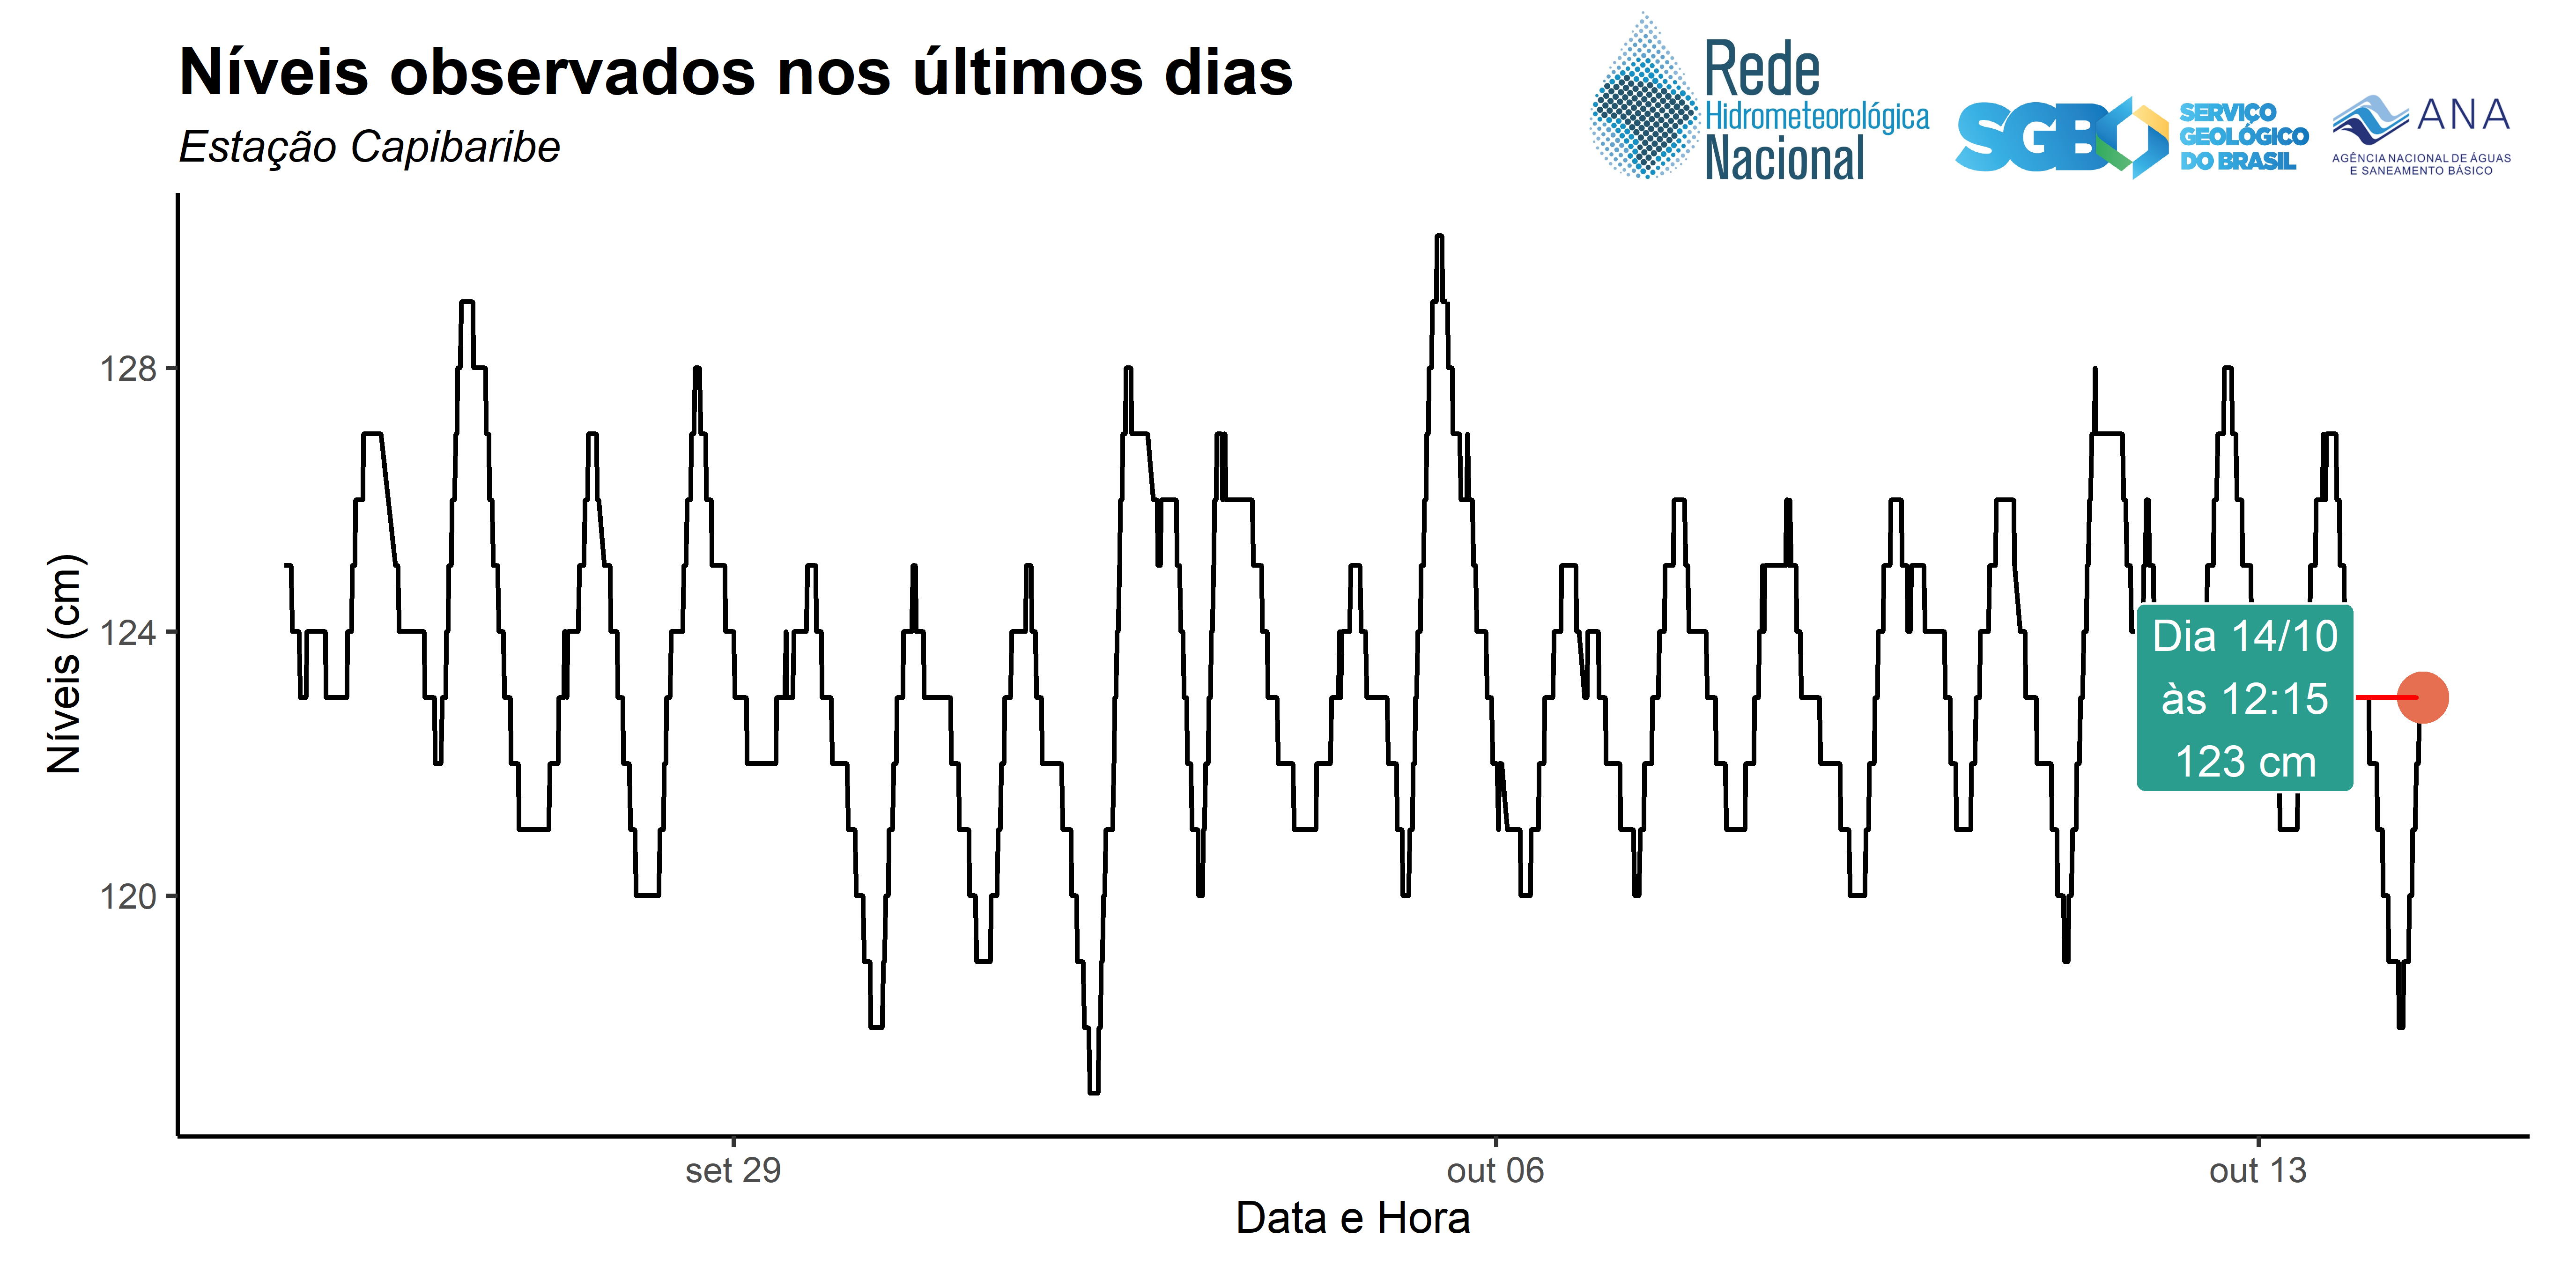 Níveis observados nos últimos dias
Estação Capibaribe
Rede
Hidrometeorológica
Nacional
SGB
SERVIÇO
GEOLÓGICO
DO BRASIL
ANA
AGÊNCIA NACIONAL DE ÁGUAS
E SANEAMENTO BÁSICO
Níveis (cm)
128
124
120
Dia 14/10
às 12:15
123 cm
set 29
out 06
out 13
Data e Hora